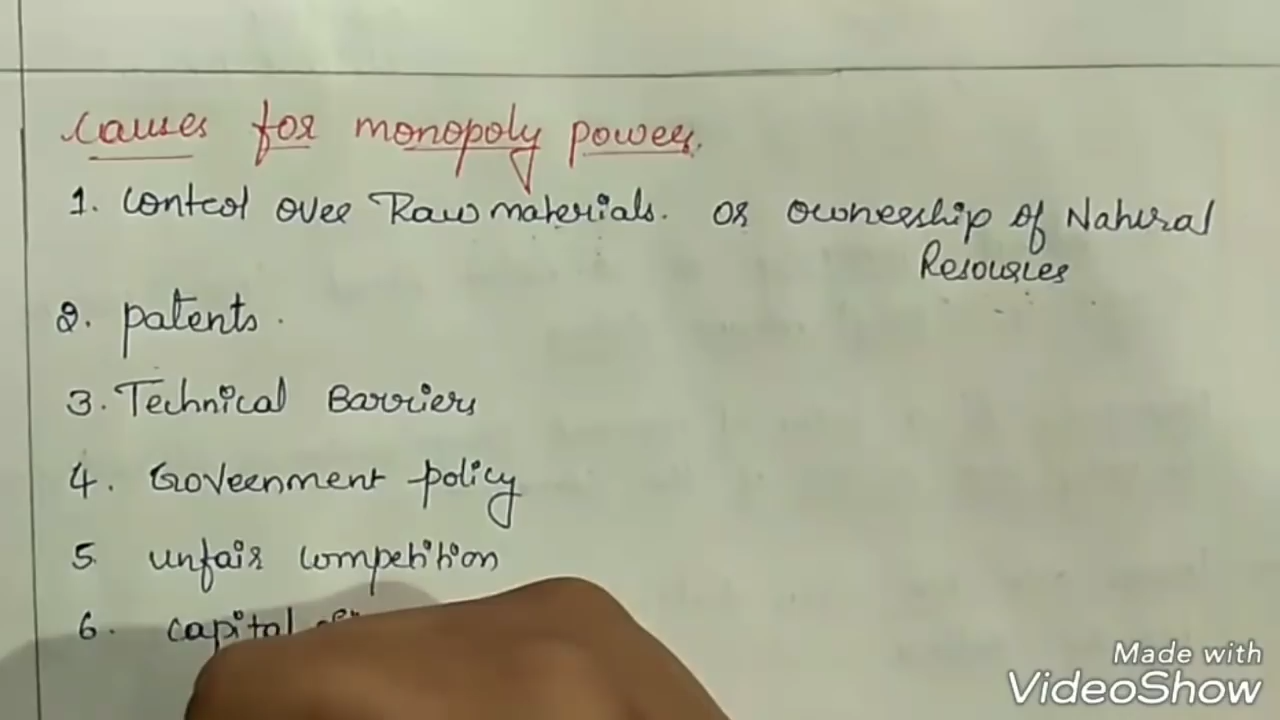 causes for monopoly power.
1. control over Raw materials. or ownership of Natural
Resources
2. patents.
3. Technical Barriers
4. Government policy
5. unfair competition
6. capital
Made with
VideoShow